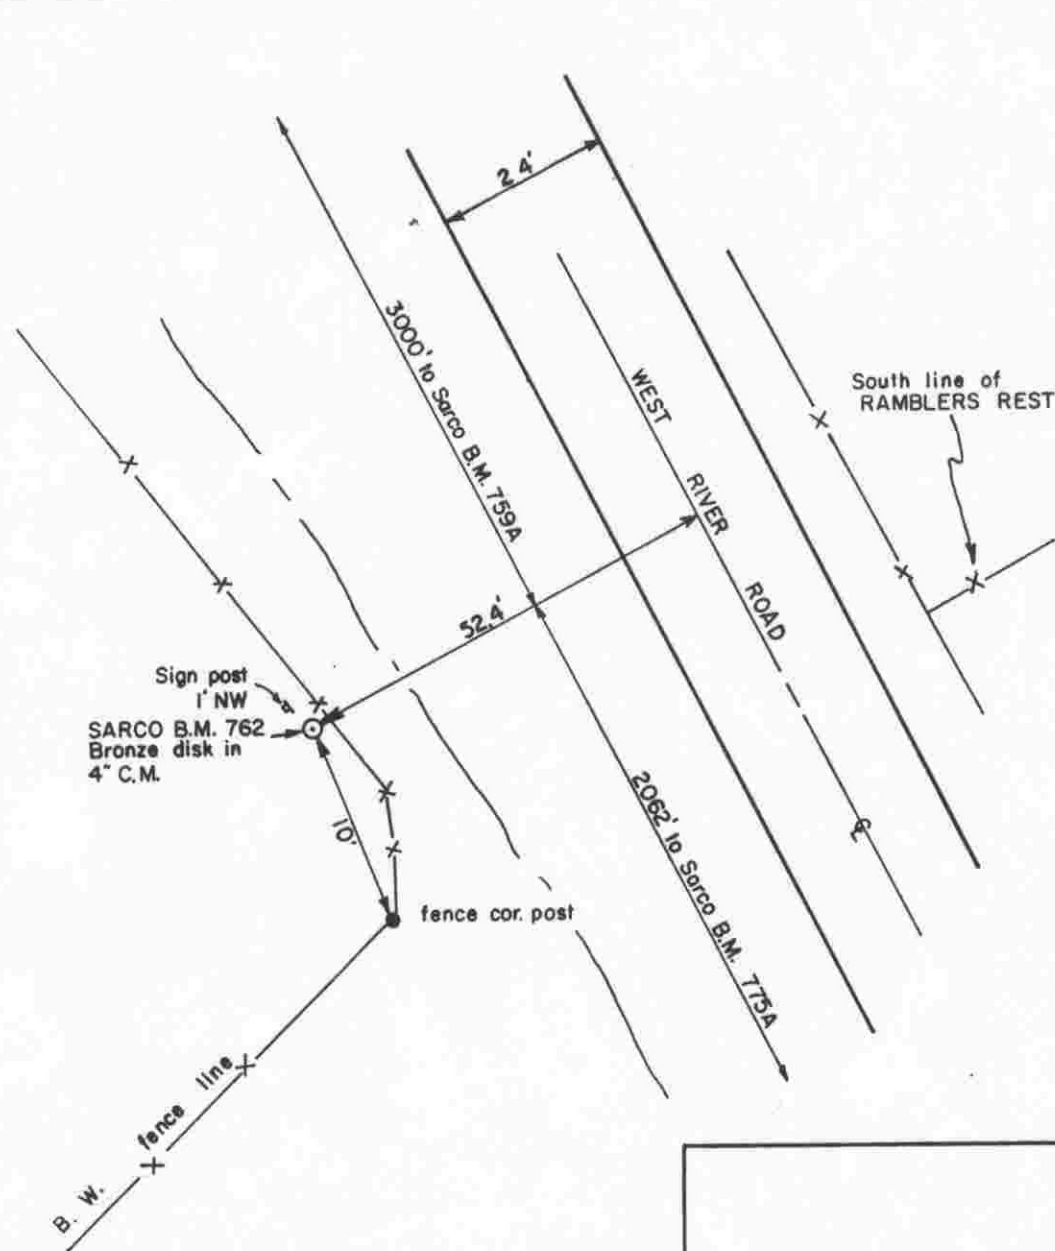 24'
3000' to Sarco B.M. 759A
WEST RIVER ROAD
South line of
RAMBLERS REST
52.4'
Sign post
1' NW
SARCO B.M. 762
Bronze disk in
4" C.M.
10'
2062' to Sarco B.M. 775A
℄
fence cor. post
B. W. fence line